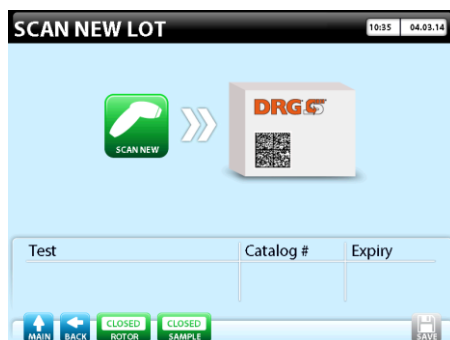 SCAN NEW LOT 10:35 04.03.14
DRG
SCAN NEW
Test Catalog # Expiry
MAIN BACK CLOSED ROTOR CLOSED SAMPLE SAVE